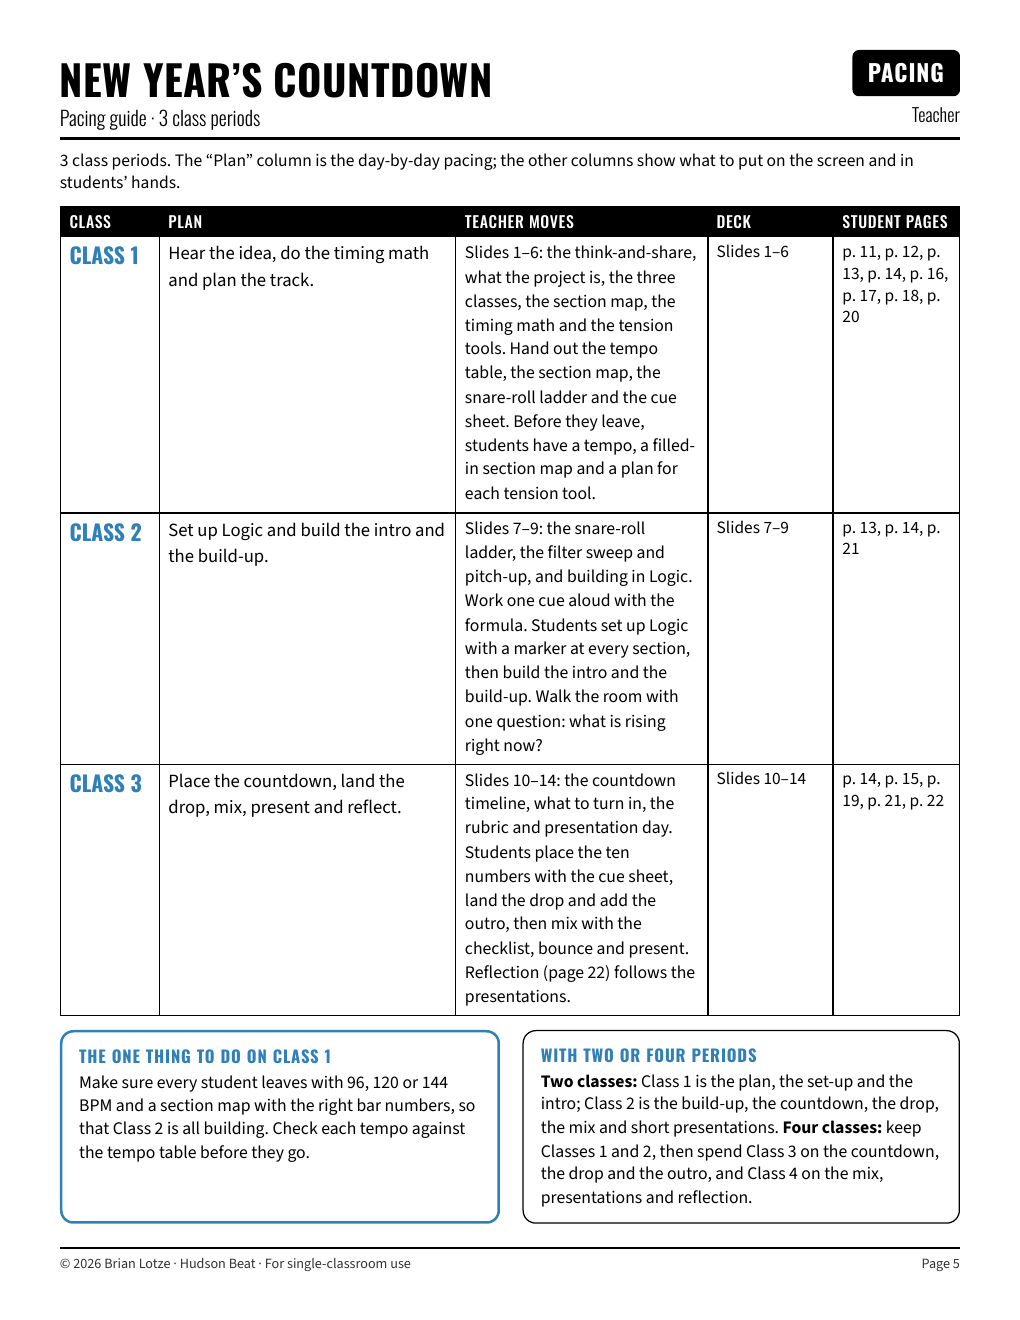 NEW YEAR’S COUNTDOWN
PACING
Pacing guide · 3 class periods
Teacher
3 class periods. The “Plan” column is the day-by-day pacing; the other columns show what to put on the screen and in
students’ hands.
CLASS PLAN TEACHER MOVES DECK STUDENT PAGES
CLASS 1
Hear the idea, do the timing math
and plan the track.
Slides 1–6: the think-and-share,
what the project is, the three
classes, the section map, the
timing math and the tension
tools. Hand out the tempo
table, the section map, the
snare-roll ladder and the cue
sheet. Before they leave,
students have a tempo, a filled-
in section map and a plan for
each tension tool.
Slides 1–6
p. 11, p. 12, p.
13, p. 14, p. 16,
p. 17, p. 18, p.
20
CLASS 2
Set up Logic and build the intro and
the build-up.
Slides 7–9: the snare-roll
ladder, the filter sweep and
pitch-up, and building in Logic.
Work one cue aloud with the
formula. Students set up Logic
with a marker at every section,
then build the intro and the
build-up. Walk the room with
one question: what is rising
right now?
Slides 7–9
p. 13, p. 14, p.
21
CLASS 3
Place the countdown, land the
drop, mix, present and reflect.
Slides 10–14: the countdown
timeline, what to turn in, the
rubric and presentation day.
Students place the ten
numbers with the cue sheet,
land the drop and add the
outro, then mix with the
checklist, bounce and present.
Reflection (page 22) follows the
presentations.
Slides 10–14
p. 14, p. 15, p.
19, p. 21, p. 22
THE ONE THING TO DO ON CLASS 1
Make sure every student leaves with 96, 120 or 144
BPM and a section map with the right bar numbers, so
that Class 2 is all building. Check each tempo against
the tempo table before they go.
WITH TWO OR FOUR PERIODS
Two classes: Class 1 is the plan, the set-up and the
intro; Class 2 is the build-up, the countdown, the drop,
the mix and short presentations. Four classes: keep
Classes 1 and 2, then spend Class 3 on the countdown,
the drop and the outro, and Class 4 on the mix,
presentations and reflection.
© 2026 Brian Lotze · Hudson Beat · For single-classroom use
Page 5